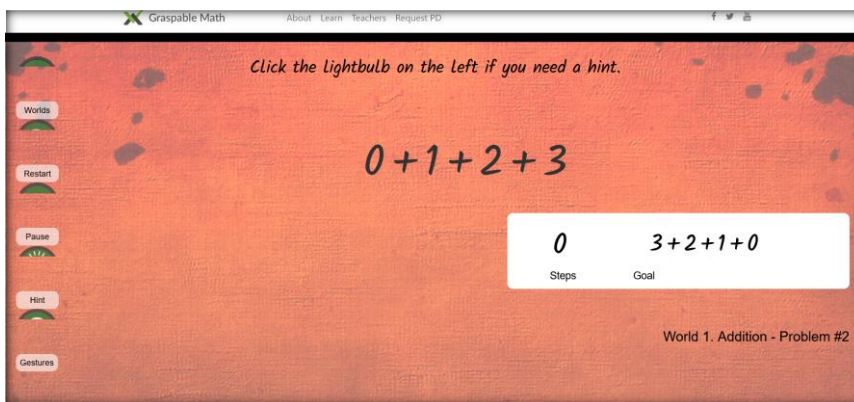 Graspable Math About Learn Teachers Request PD
Click the lightbulb on the left if you need a hint.
Worlds
0+1+2+3
Restart
Pause
0 3+2+1+0
Steps Goal
Hint
World 1. Addition - Problem #2
Gestures